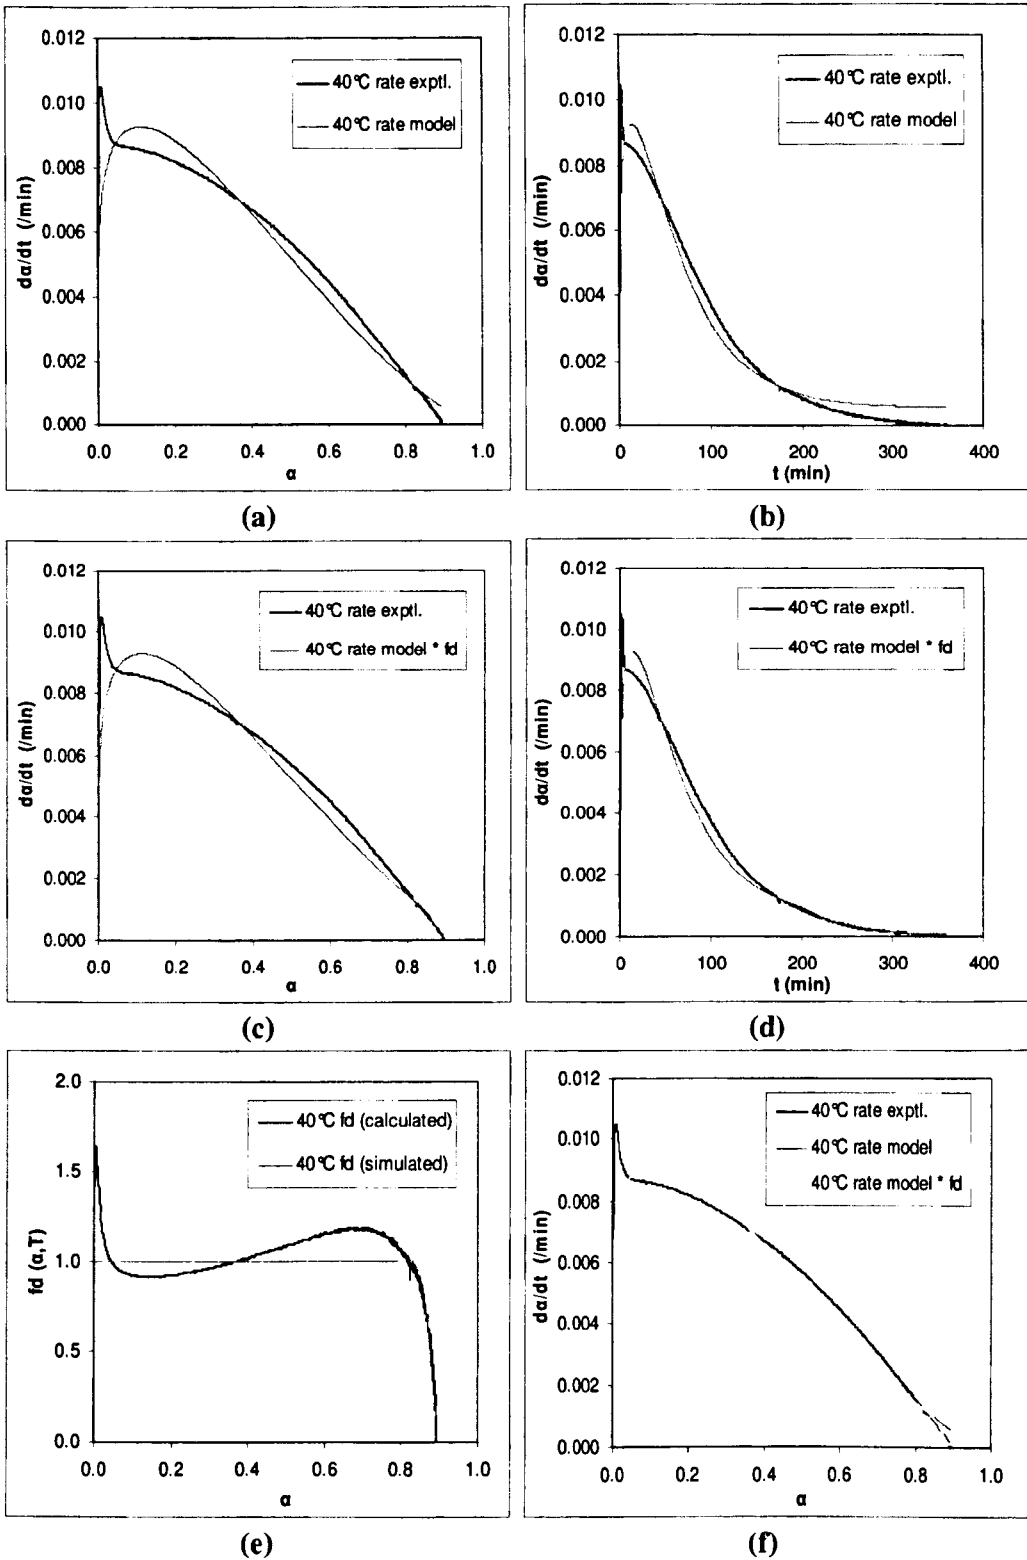 0.012
0.010
0.008
0.006
0.004
0.002
0.000
dα/dt (/min)
40°C rate exptl.
40°C rate model
0.0 0.2 0.4 0.6 0.8 1.0
α
(a)
0.012
0.010
0.008
0.006
0.004
0.002
0.000
dα/dt (/min)
40°C rate exptl.
40°C rate model
0 100 200 300 400
t (min)
(b)
0.012
0.010
0.008
0.006
0.004
0.002
0.000
dα/dt (/min)
40°C rate exptl.
40°C rate model * fd
0.0 0.2 0.4 0.6 0.8 1.0
α
(c)
0.012
0.010
0.008
0.006
0.004
0.002
0.000
dα/dt (/min)
40°C rate exptl.
40°C rate model * fd
0 100 200 300 400
t (min)
(d)
2.0
1.5
1.0
0.5
0.0
fd (α,T)
40°C fd (calculated)
40°C fd (simulated)
0.0 0.2 0.4 0.6 0.8 1.0
α
(e)
0.012
0.010
0.008
0.006
0.004
0.002
0.000
dα/dt (/min)
40°C rate exptl.
40°C rate model
40°C rate model * fd
0.0 0.2 0.4 0.6 0.8 1.0
α
(f)